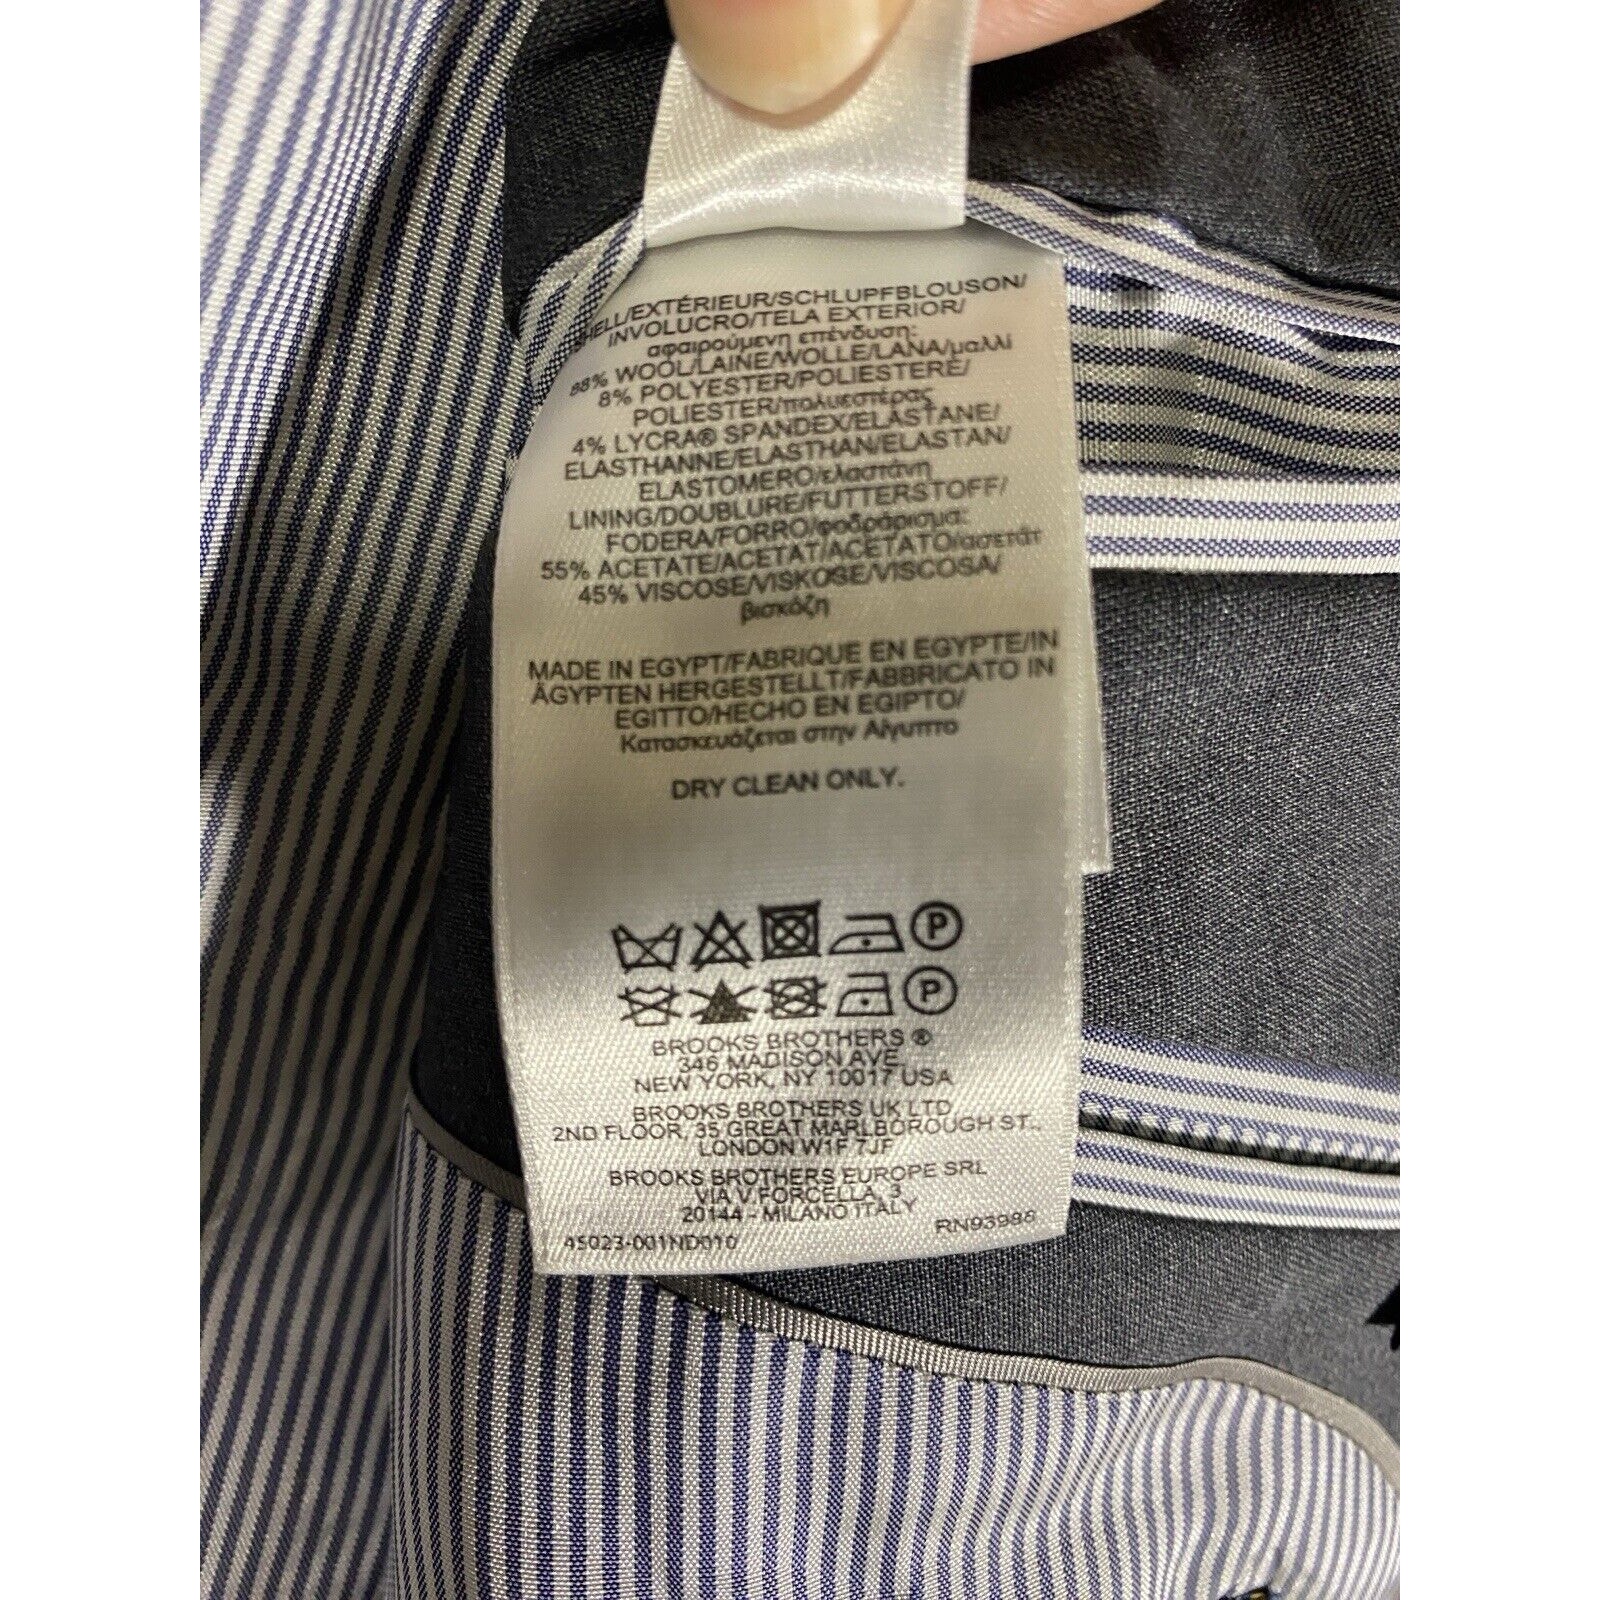 SHELL/EXTÉRIEUR/SCHLUPFBLOUSON/
INVOLUCRO/TELA EXTERIOR/
αφαιρούμενη επένδυση:
88% WOOL/LAINE/WOLLE/LANA/μαλλί
8% POLYESTER/POLIESTERE/
POLIESTER/πολυεστέρας
4% LYCRA® SPANDEX/ELASTANE/
ELASTHANNE/ELASTHAN/ELASTAN/
ELASTOMERO/ελαστάνη
LINING/DOUBLURE/FUTTERSTOFF/
FODERA/FORRO/φοδράρισμα:
55% ACETATE/ACETAT/ACETATO/ασετάτ
45% VISCOSE/VISKOSE/VISCOSA/
βισκόζη
MADE IN EGYPT/FABRIQUE EN EGYPTE/IN
ÄGYPTEN HERGESTELLT/FABBRICATO IN
EGITTO/HECHO EN EGIPTO/
Κατασκευάζεται στην Αίγυπτο
DRY CLEAN ONLY.
P
P
BROOKS BROTHERS ®
346 MADISON AVE
NEW YORK, NY 10017 USA
BROOKS BROTHERS UK LTD
2ND FLOOR, 35 GREAT MARLBOROUGH ST.,
LONDON W1F 7JF
BROOKS BROTHERS EUROPE SRL
VIA V.FORCELLA, 3
20144 - MILANO ITALY
RN93988
45023-001ND010